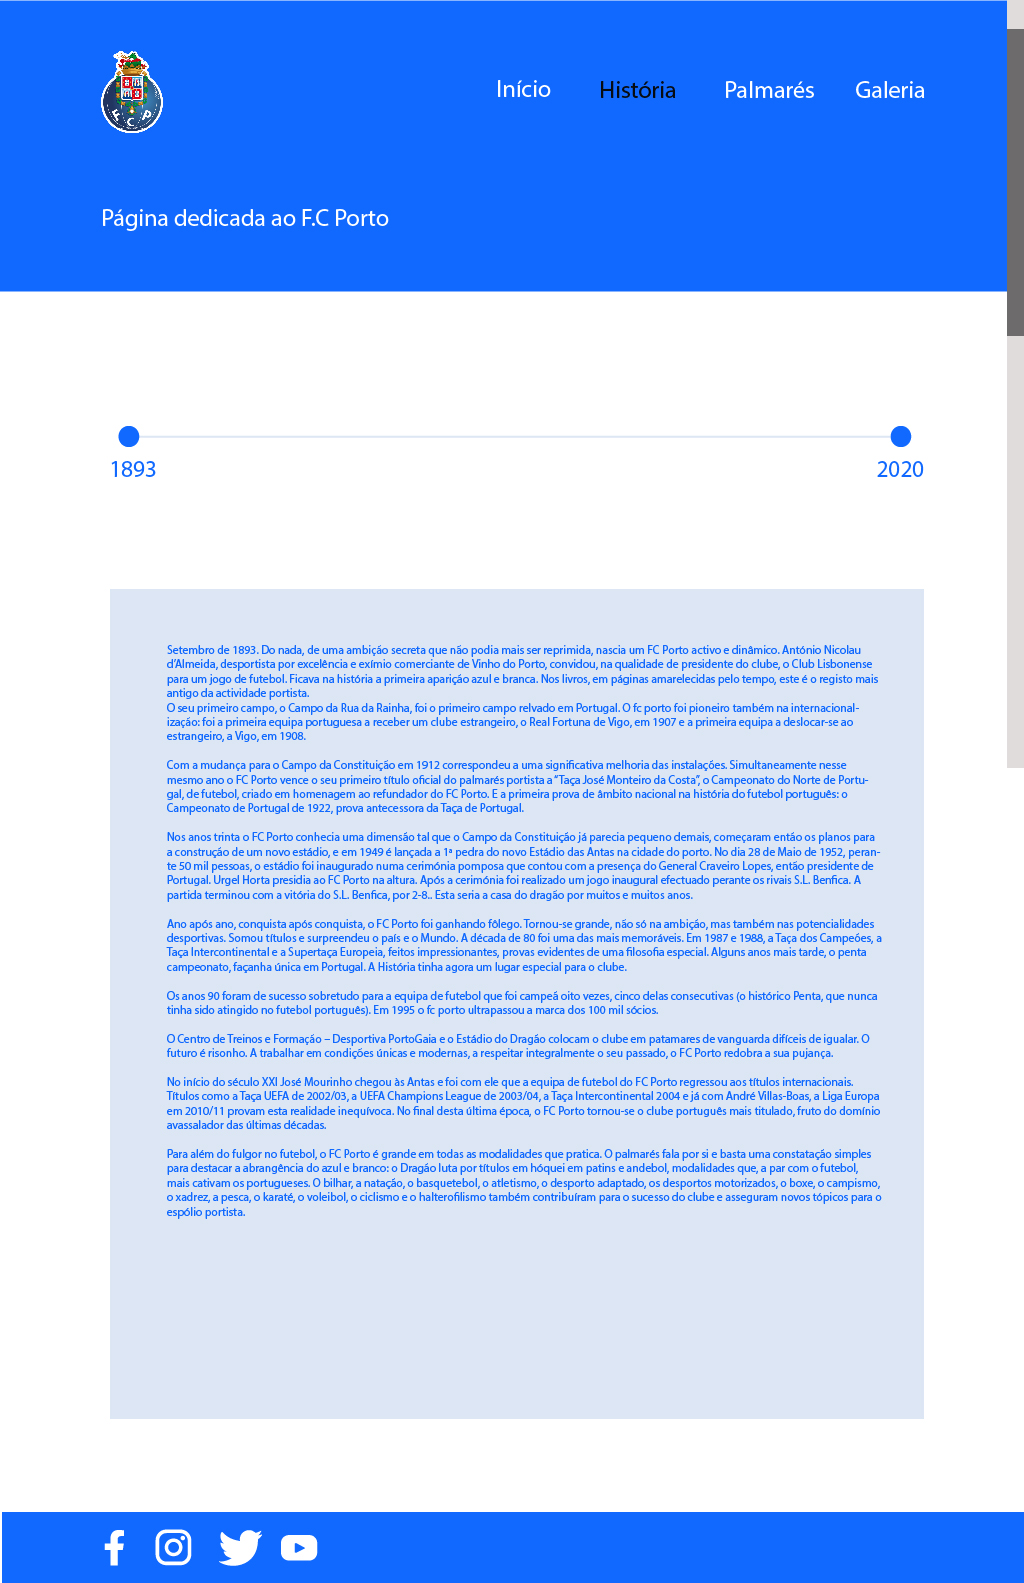 FCP
Início História Palmarés Galeria
Página dedicada ao F.C Porto
1893 2020
Setembro de 1893. Do nada, de uma ambição secreta que não podia mais ser reprimida, nascia um FC Porto activo e dinâmico. António Nicolau
d’Almeida, desportista por excelência e exímio comerciante de Vinho do Porto, convidou, na qualidade de presidente do clube, o Club Lisbonense
para um jogo de futebol. Ficava na história a primeira aparição azul e branca. Nos livros, em páginas amarelecidas pelo tempo, este é o registo mais
antigo da actividade portista.
O seu primeiro campo, o Campo da Rua da Rainha, foi o primeiro campo relvado em Portugal. O fc porto foi pioneiro também na internacional-
ização: foi a primeira equipa portuguesa a receber um clube estrangeiro, o Real Fortuna de Vigo, em 1907 e a primeira equipa a deslocar-se ao
estrangeiro, a Vigo, em 1908.
Com a mudança para o Campo da Constituição em 1912 correspondeu a uma significativa melhoria das instalações. Simultaneamente nesse
mesmo ano o FC Porto vence o seu primeiro título oficial do palmarés portista a “Taça José Monteiro da Costa”, o Campeonato do Norte de Portu-
gal, de futebol, criado em homenagem ao refundador do FC Porto. E a primeira prova de âmbito nacional na história do futebol português: o
Campeonato de Portugal de 1922, prova antecessora da Taça de Portugal.
Nos anos trinta o FC Porto conhecia uma dimensão tal que o Campo da Constituição já parecia pequeno demais, começaram então os planos para
a construção de um novo estádio, e em 1949 é lançada a 1ª pedra do novo Estádio das Antas na cidade do porto. No dia 28 de Maio de 1952, peran-
te 50 mil pessoas, o estádio foi inaugurado numa cerimónia pomposa que contou com a presença do General Craveiro Lopes, então presidente de
Portugal. Urgel Horta presidia ao FC Porto na altura. Após a cerimónia foi realizado um jogo inaugural efectuado perante os rivais S.L. Benfica. A
partida terminou com a vitória do S.L. Benfica, por 2-8.. Esta seria a casa do dragão por muitos e muitos anos.
Ano após ano, conquista após conquista, o FC Porto foi ganhando fôlego. Tornou-se grande, não só na ambição, mas também nas potencialidades
desportivas. Somou títulos e surpreendeu o país e o Mundo. A década de 80 foi uma das mais memoráveis. Em 1987 e 1988, a Taça dos Campeões, a
Taça Intercontinental e a Supertaça Europeia, feitos impressionantes, provas evidentes de uma filosofia especial. Alguns anos mais tarde, o penta
campeonato, façanha única em Portugal. A História tinha agora um lugar especial para o clube.
Os anos 90 foram de sucesso sobretudo para a equipa de futebol que foi campeã oito vezes, cinco delas consecutivas (o histórico Penta, que nunca
tinha sido atingido no futebol português). Em 1995 o fc porto ultrapassou a marca dos 100 mil sócios.
O Centro de Treinos e Formação – Desportiva PortoGaia e o Estádio do Dragão colocam o clube em patamares de vanguarda difíceis de igualar. O
futuro é risonho. A trabalhar em condições únicas e modernas, a respeitar integralmente o seu passado, o FC Porto redobra a sua pujança.
No início do século XXI José Mourinho chegou às Antas e foi com ele que a equipa de futebol do FC Porto regressou aos títulos internacionais.
Títulos como a Taça UEFA de 2002/03, a UEFA Champions League de 2003/04, a Taça Intercontinental 2004 e já com André Villas-Boas, a Liga Europa
em 2010/11 provam esta realidade inequívoca. No final desta última época, o FC Porto tornou-se o clube português mais titulado, fruto do domínio
avassalador das últimas décadas.
Para além do fulgor no futebol, o FC Porto é grande em todas as modalidades que pratica. O palmarés fala por si e basta uma constatação simples
para destacar a abrangência do azul e branco: o Dragão luta por títulos em hóquei em patins e andebol, modalidades que, a par com o futebol,
mais cativam os portugueses. O bilhar, a natação, o basquetebol, o atletismo, o desporto adaptado, os desportos motorizados, o boxe, o campismo,
o xadrez, a pesca, o karaté, o voleibol, o ciclismo e o halterofilismo também contribuíram para o sucesso do clube e asseguram novos tópicos para o
espólio portista.